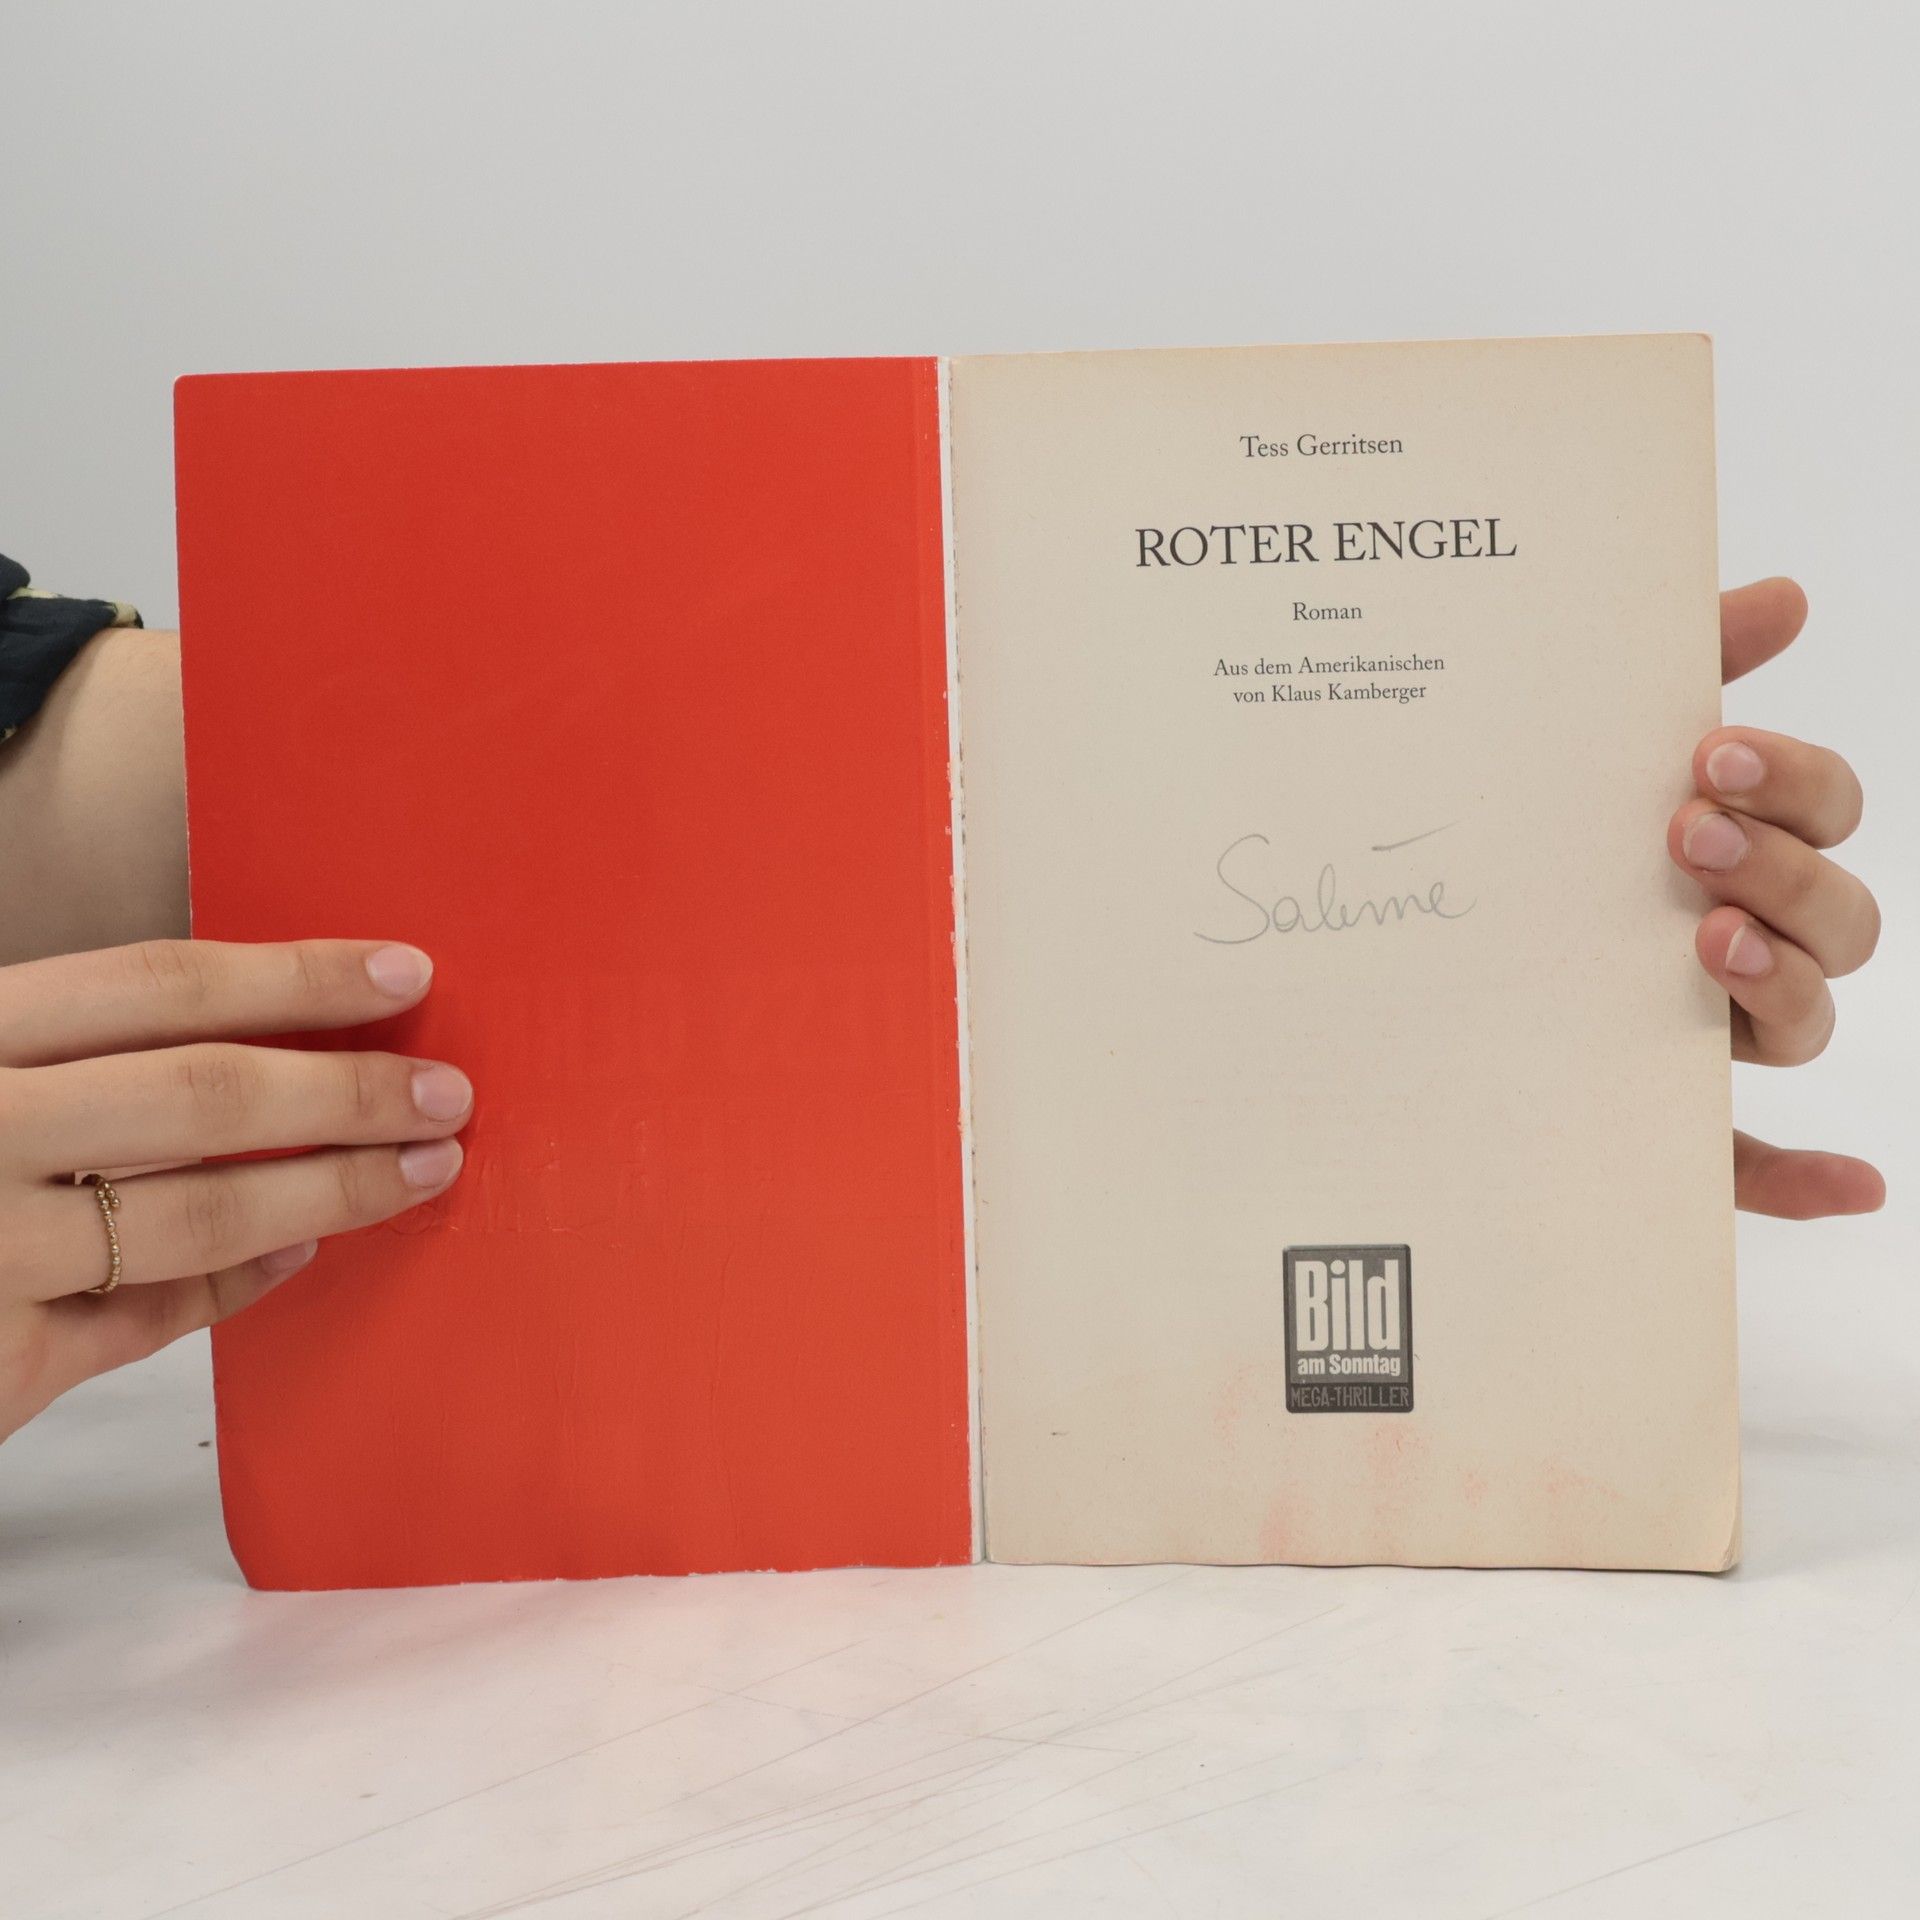 Tess Gerritsen
ROTER ENGEL
Roman
Aus dem Amerikanischen
von Klaus Kamberger
Bild
am Sonntag
MEGA-THRILLER